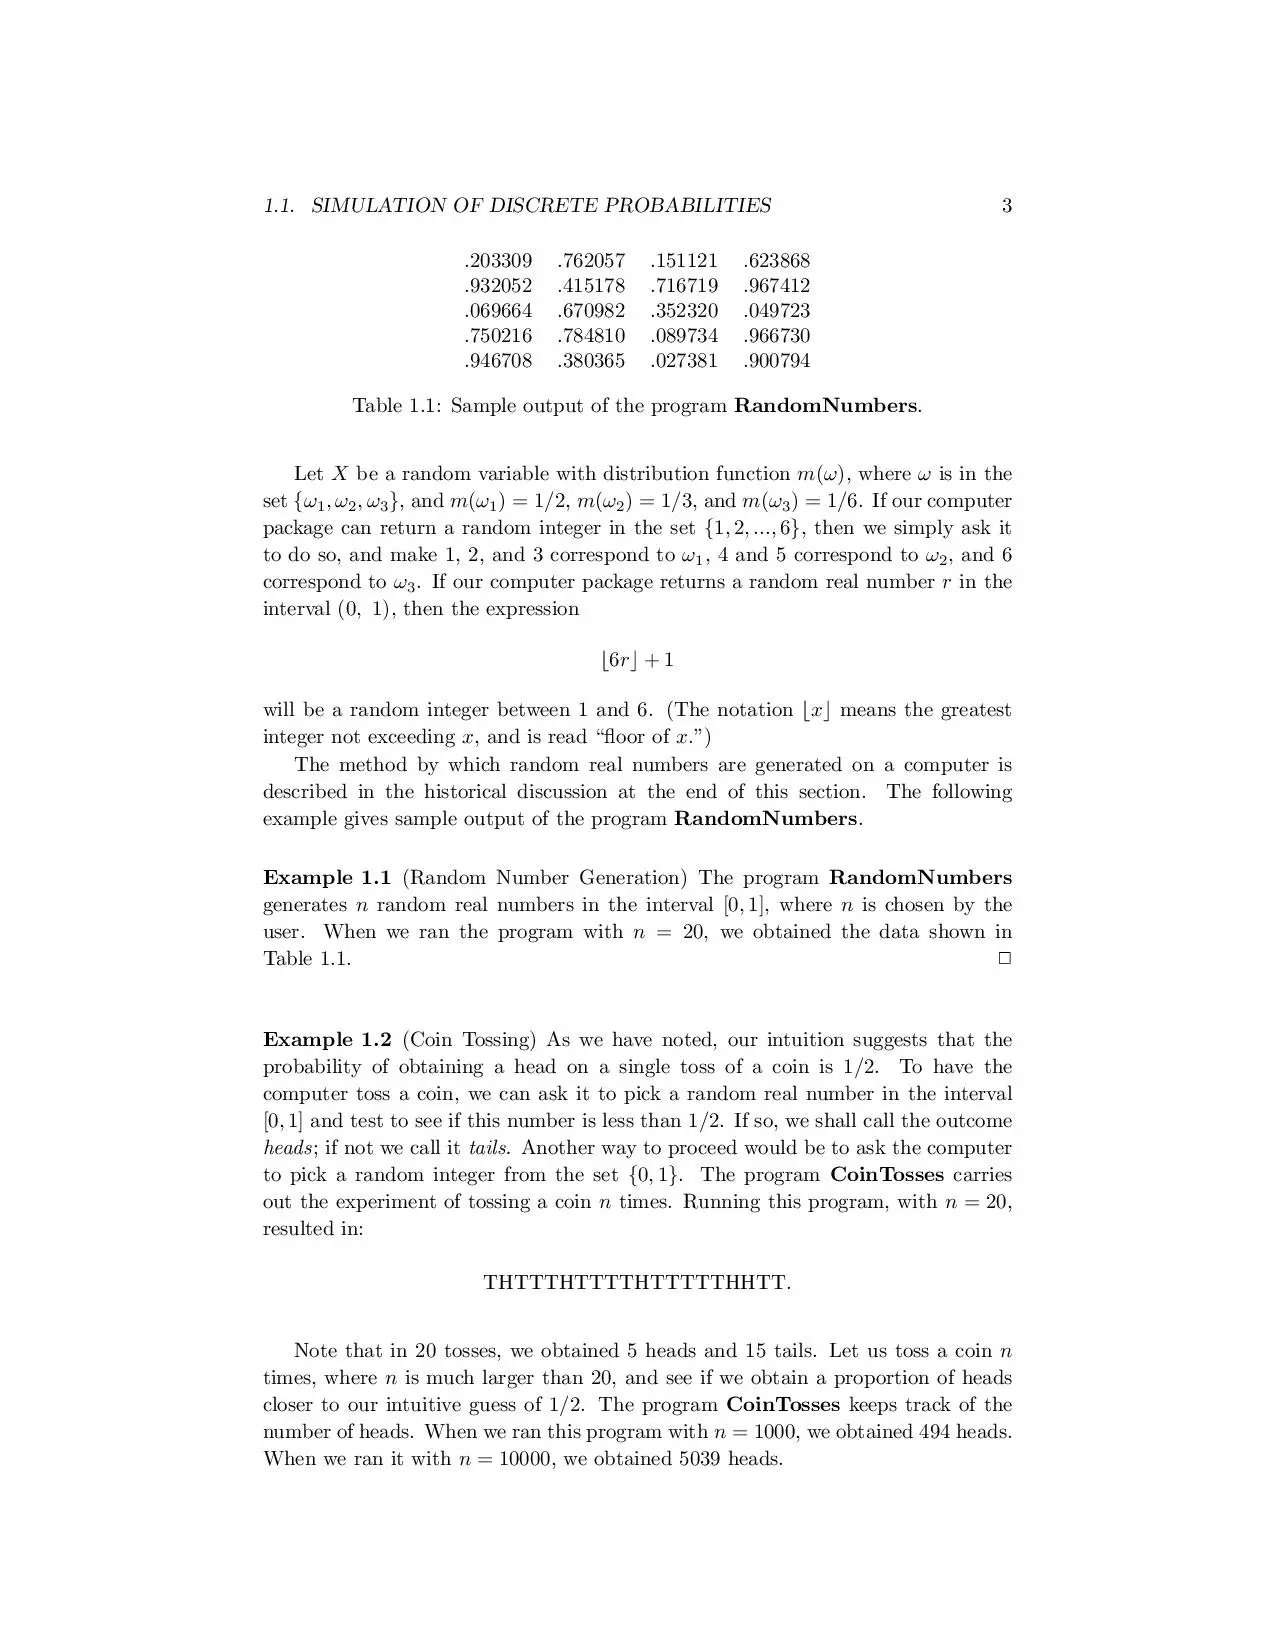 1.1. SIMULATION OF DISCRETE PROBABILITIES 3
.203309 .762057 .151121 .623868
.932052 .415178 .716719 .967412
.069664 .670982 .352320 .049723
.750216 .784810 .089734 .966730
.946708 .380365 .027381 .900794
Table 1.1: Sample output of the program RandomNumbers.
Let X be a random variable with distribution function m(ω), where ω is in the
set {ω₁, ω₂, ω₃}, and m(ω₁) = 1/2, m(ω₂) = 1/3, and m(ω₃) = 1/6. If our computer
package can return a random integer in the set {1, 2, ..., 6}, then we simply ask it
to do so, and make 1, 2, and 3 correspond to ω₁, 4 and 5 correspond to ω₂, and 6
correspond to ω₃. If our computer package returns a random real number r in the
interval (0, 1), then the expression
⌊6r⌋ + 1
will be a random integer between 1 and 6. (The notation ⌊x⌋ means the greatest
integer not exceeding x, and is read “floor of x.”)
The method by which random real numbers are generated on a computer is
described in the historical discussion at the end of this section. The following
example gives sample output of the program RandomNumbers.
Example 1.1 (Random Number Generation) The program RandomNumbers
generates n random real numbers in the interval [0, 1], where n is chosen by the
user. When we ran the program with n = 20, we obtained the data shown in
Table 1.1. □
Example 1.2 (Coin Tossing) As we have noted, our intuition suggests that the
probability of obtaining a head on a single toss of a coin is 1/2. To have the
computer toss a coin, we can ask it to pick a random real number in the interval
[0, 1] and test to see if this number is less than 1/2. If so, we shall call the outcome
heads; if not we call it tails. Another way to proceed would be to ask the computer
to pick a random integer from the set {0, 1}. The program CoinTosses carries
out the experiment of tossing a coin n times. Running this program, with n = 20,
resulted in:
THTTTHTTTTHTTTTTHHTT.
Note that in 20 tosses, we obtained 5 heads and 15 tails. Let us toss a coin n
times, where n is much larger than 20, and see if we obtain a proportion of heads
closer to our intuitive guess of 1/2. The program CoinTosses keeps track of the
number of heads. When we ran this program with n = 1000, we obtained 494 heads.
When we ran it with n = 10000, we obtained 5039 heads.